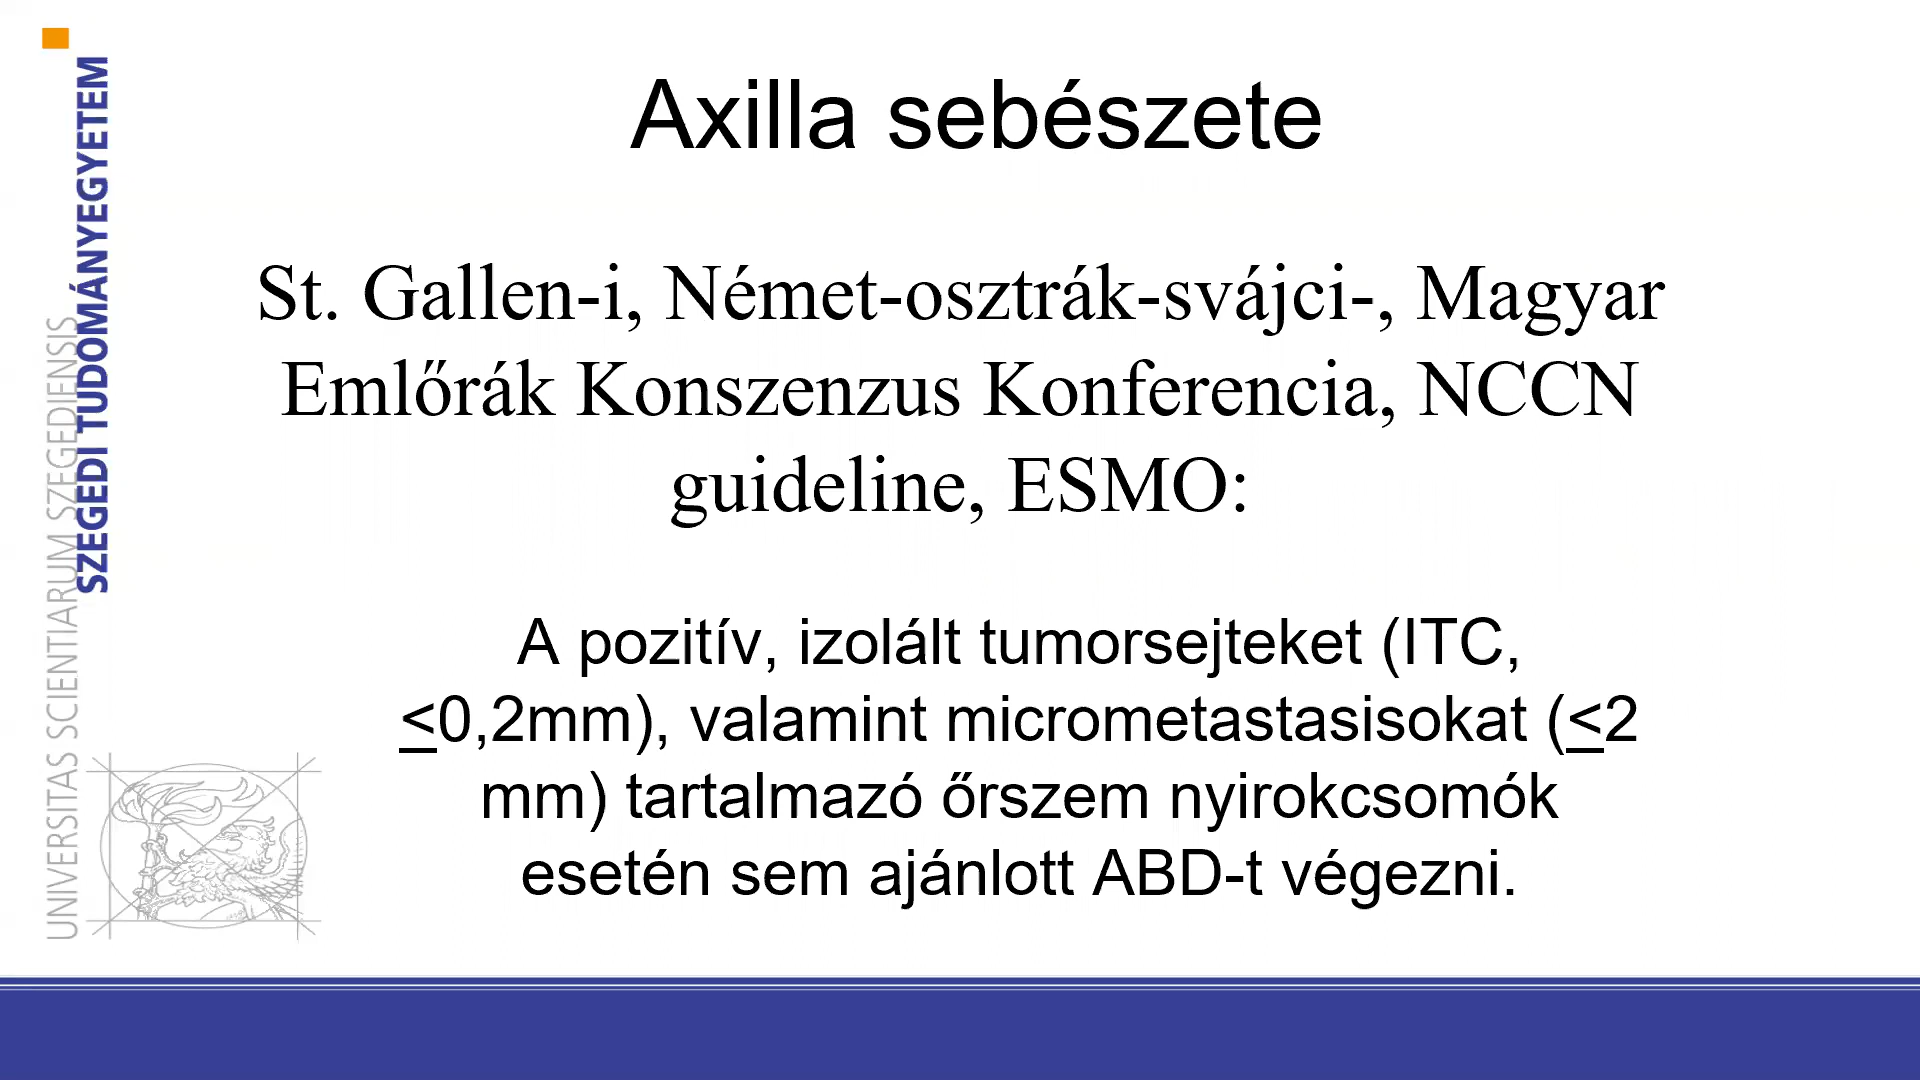 Axilla sebészete
St. Gallen-i, Német-osztrák-svájci-, Magyar
Emlőrák Konszenzus Konferencia, NCCN
guideline, ESMO:
A pozitív, izolált tumorsejteket (ITC,
<0,2mm), valamint micrometastasisokat (<2
mm) tartalmazó őrszem nyirokcsomók
esetén sem ajánlott ABD-t végezni.
SZEGEDI TUDOMÁNYEGYETEM
UNIVERSITAS SCIENTIARUM SZEGEDIENSIS